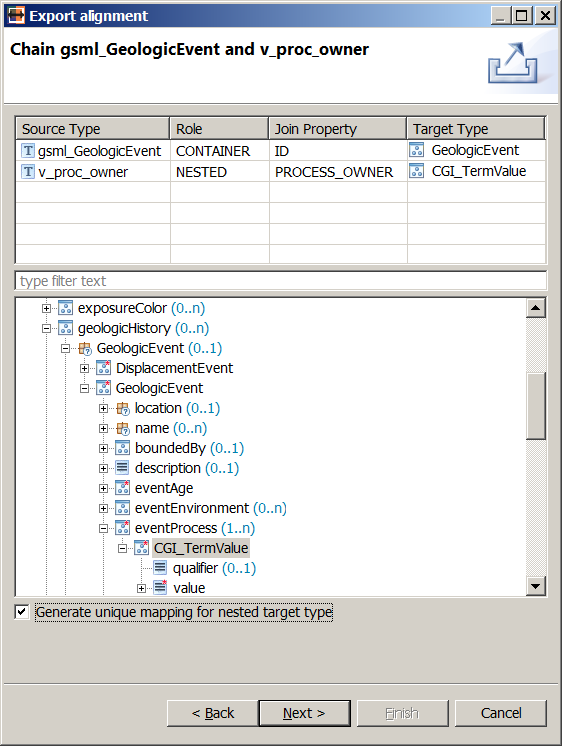 Export alignment
Chain gsml_GeologicEvent and v_proc_owner
Source Type Role Join Property Target Type
T gsml_GeologicEvent CONTAINER ID GeologicEvent
T v_proc_owner NESTED PROCESS_OWNER CGI_TermValue
type filter text
exposureColor (0..n)
geologicHistory (0..n)
GeologicEvent (0..1)
DisplacementEvent
GeologicEvent
location (0..1)
name (0..n)
boundedBy (0..1)
description (0..1)
eventAge
eventEnvironment (0..n)
eventProcess (1..n)
CGI_TermValue
qualifier (0..1)
value
Generate unique mapping for nested target type
< Back Next > Finish Cancel